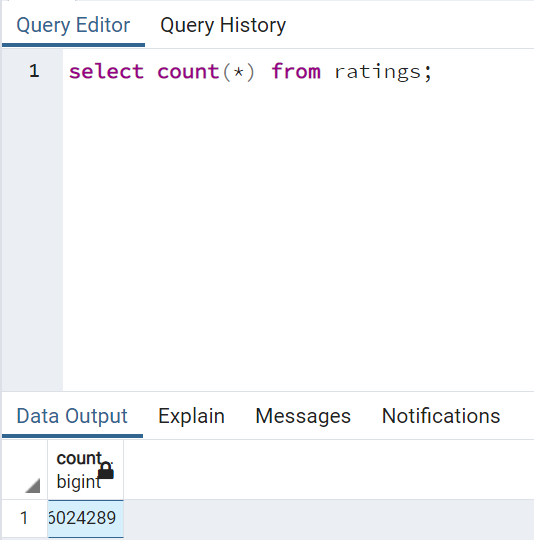 Query Editor Query History
1 select count(*) from ratings;
Data Output Explain Messages Notifications
count
bigint
1 6024289